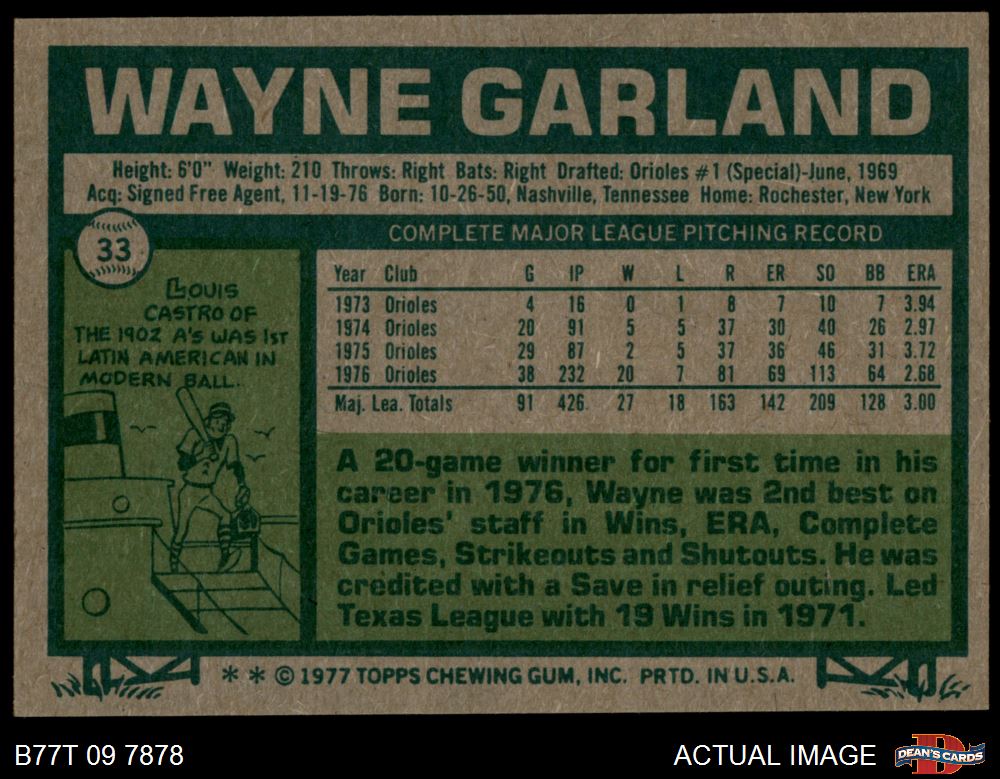 WAYNE GARLAND
Height: 6'0" Weight: 210 Throws: Right Bats: Right Drafted: Orioles #1 (Special)-June, 1969
Acq: Signed Free Agent, 11-19-76 Born: 10-26-50, Nashville, Tennessee Home: Rochester, New York
33
LOUIS
CASTRO OF
THE 1902 A'S WAS 1ST
LATIN AMERICAN IN
MODERN BALL.
COMPLETE MAJOR LEAGUE PITCHING RECORD
Year Club G IP W L R ER SO BB ERA
1973 Orioles 4 16 0 1 8 7 10 7 3.94
1974 Orioles 20 91 5 5 37 30 40 26 2.97
1975 Orioles 29 87 2 5 37 36 46 31 3.72
1976 Orioles 38 232 20 7 81 69 113 64 2.68
Maj. Lea. Totals 91 426 27 18 163 142 209 128 3.00
A 20-game winner for first time in his
career in 1976, Wayne was 2nd best on
Orioles' staff in Wins, ERA, Complete
Games, Strikeouts and Shutouts. He was
credited with a Save in relief outing. Led
Texas League with 19 Wins in 1971.
* * © 1977 TOPPS CHEWING GUM, INC. PRTD. IN U.S.A.
B77T 09 7878
ACTUAL IMAGE
DEAN'S CARDS